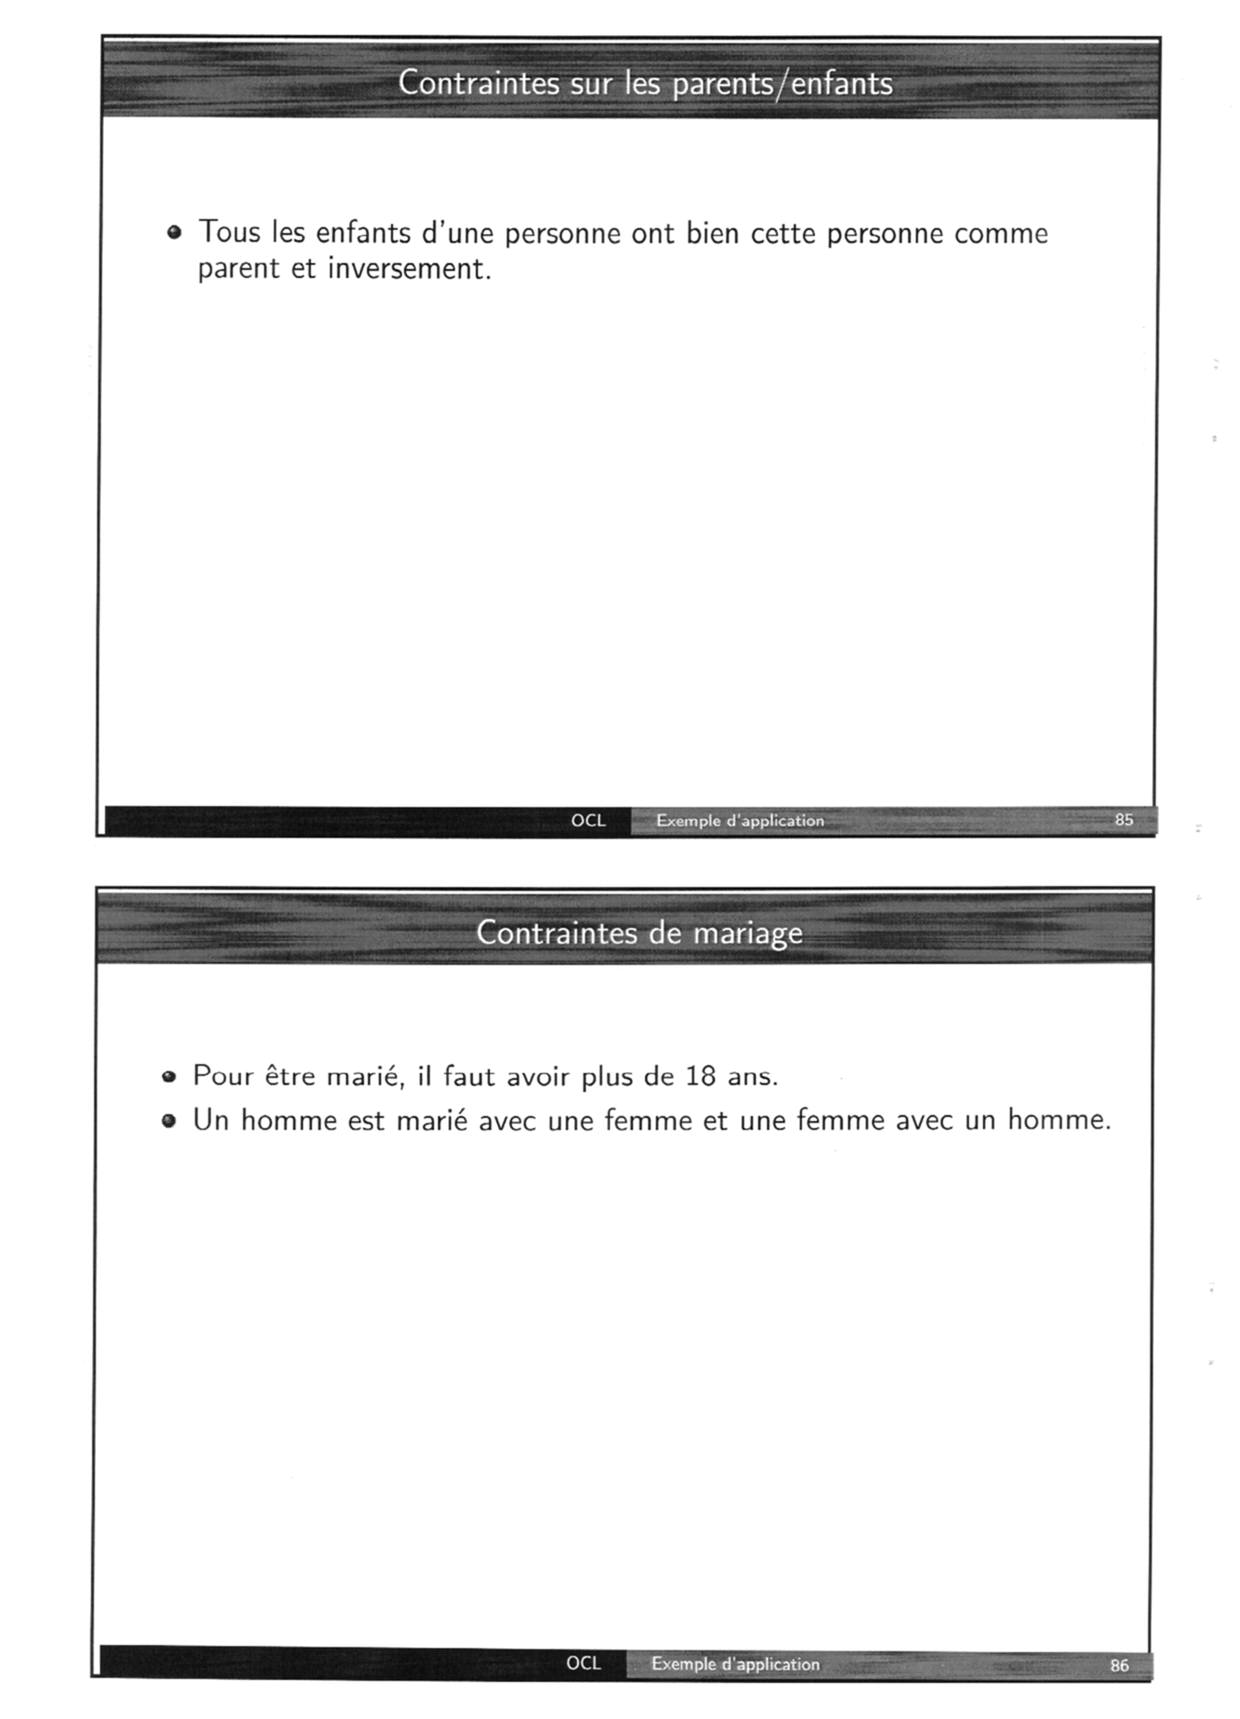 Contraintes sur les parents/enfants
Tous les enfants d'une personne ont bien cette personne comme
parent et inversement.
OCL Exemple d'application 85
Contraintes de mariage
Pour être marié, il faut avoir plus de 18 ans.
Un homme est marié avec une femme et une femme avec un homme.
OCL Exemple d'application 86